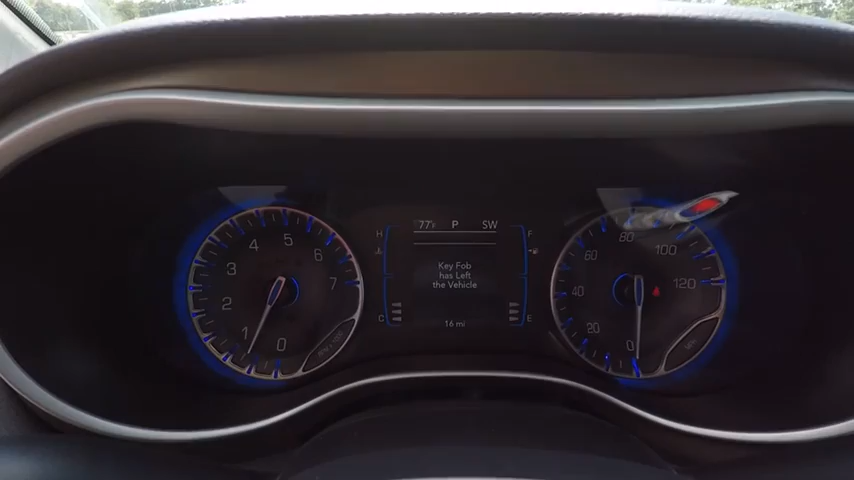 77°F P SW
H
F
Key Fob
has Left
the Vehicle
C
E
16 mi
0 1 2 3 4 5 6 7
0 20 40 60 80 100 120